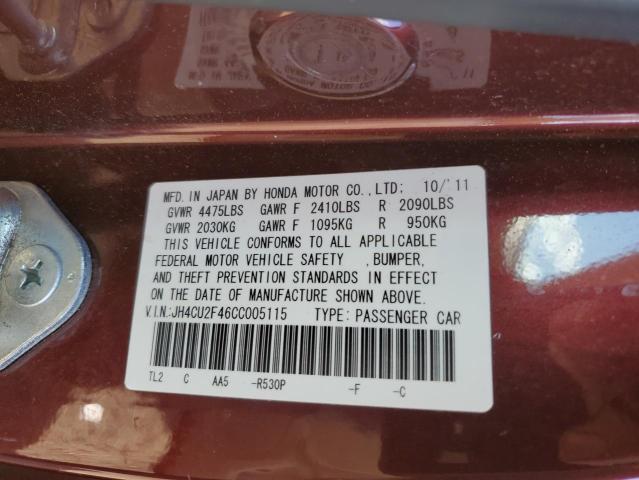 MFD. IN JAPAN BY HONDA MOTOR CO.,LTD: 10/'11
GVWR 4475LBS GAWR F 2410LBS R 2090LBS
GVWR 2030KG GAWR F 1095KG R 950KG
THIS VEHICLE CONFORMS TO ALL APPLICABLE
FEDERAL MOTOR VEHICLE SAFETY ,BUMPER,
AND THEFT PREVENTION STANDARDS IN EFFECT
ON THE DATE OF MANUFACTURE SHOWN ABOVE.
V.I.N.:JH4CU2F46CC005115 TYPE: PASSENGER CAR
TL2 C AA5 -R530P -F -C